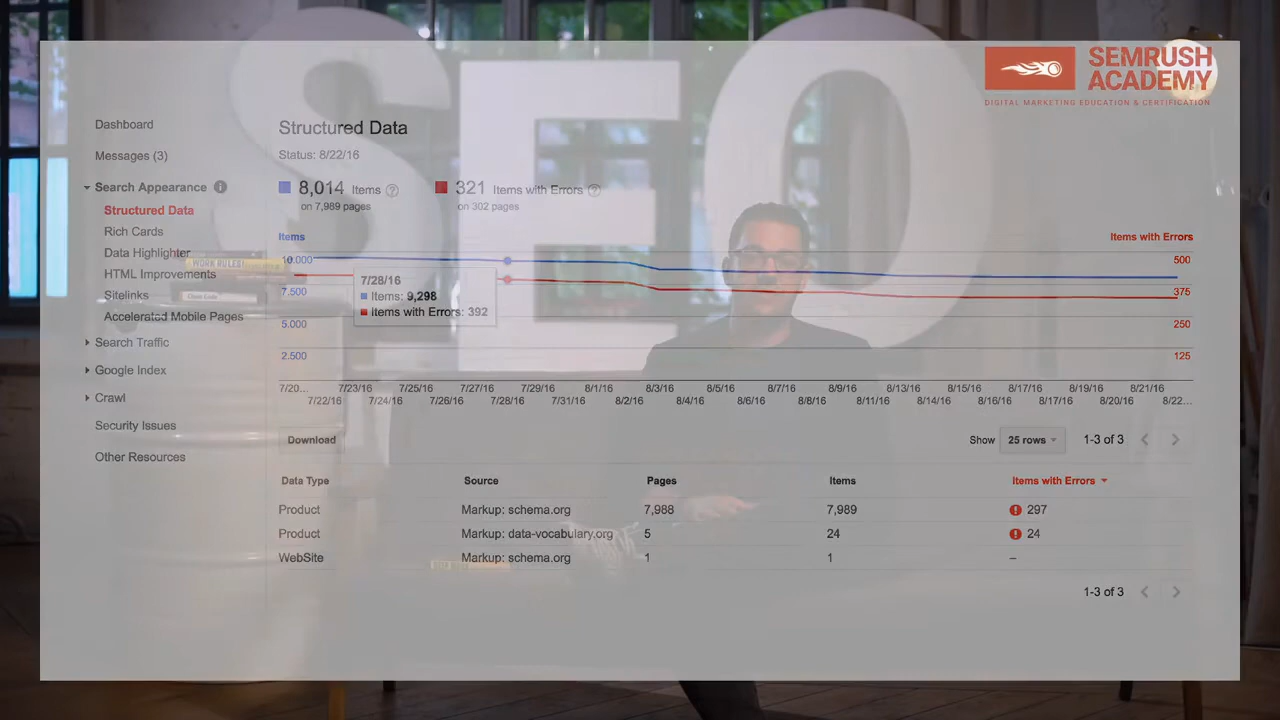 SEO
SEMRUSH
ACADEMY
DIGITAL MARKETING EDUCATION & CERTIFICATION
Dashboard
Messages (3)
Search Appearance
Structured Data
Rich Cards
Data Highlighter
HTML Improvements
Sitelinks
Accelerated Mobile Pages
Search Traffic
Google Index
Crawl
Security Issues
Other Resources
WORK RULES!
Clean Code
Structured Data
Status: 8/22/16
8,014 Items
on 7,989 pages
321 Items with Errors
on 302 pages
Items Items with Errors
10.000 500
7.500 375
5.000 250
2.500 125
7/28/16
Items: 9,298
Items with Errors: 392
7/20... 7/23/16 7/25/16 7/27/16 7/29/16 8/1/16 8/3/16 8/5/16 8/7/16 8/9/16 8/13/16 8/15/16 8/17/16 8/19/16 8/21/16
7/22/16 7/24/16 7/26/16 7/28/16 7/31/16 8/2/16 8/4/16 8/6/16 8/8/16 8/11/16 8/14/16 8/16/16 8/17/16 8/20/16 8/22...
Download Show 25 rows 1-3 of 3
Data Type Source Pages Items Items with Errors
Product Markup: schema.org 7,988 7,989 297
Product Markup: data-vocabulary.org 5 24 24
WebSite Markup: schema.org 1 1 –
1-3 of 3